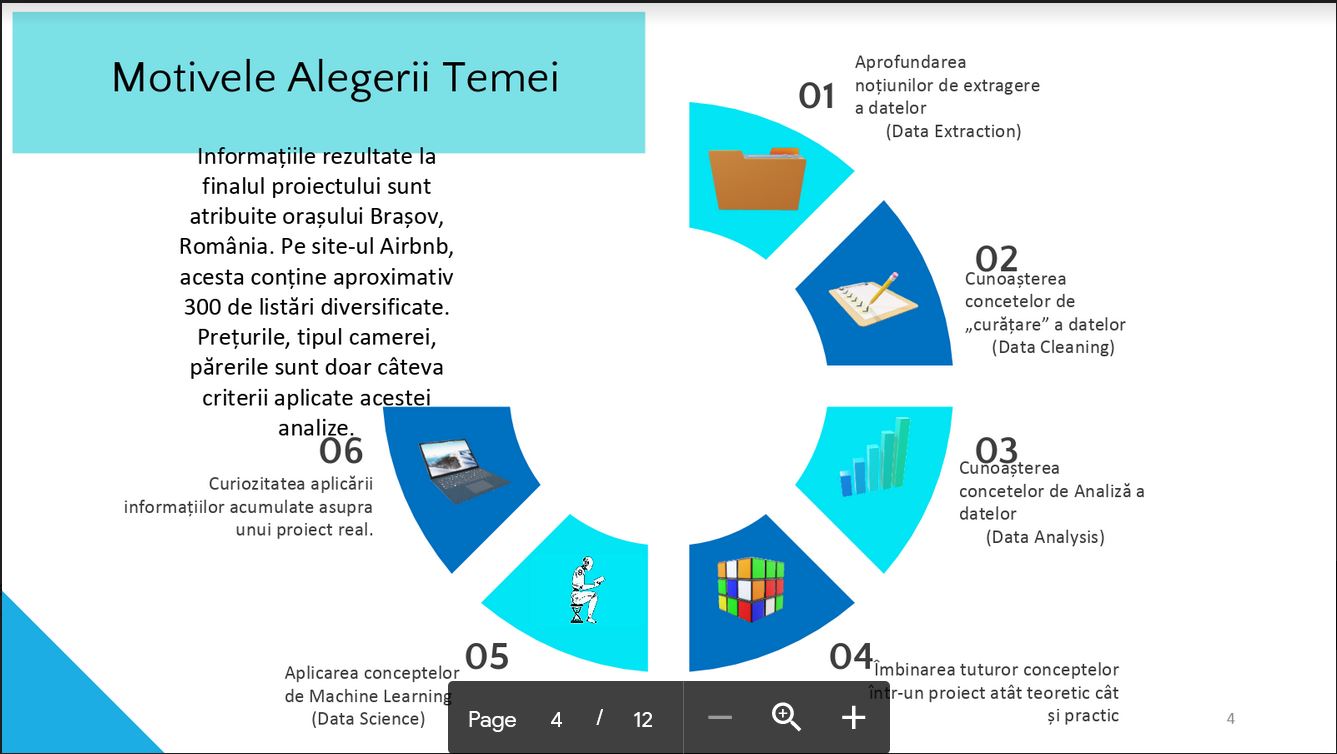 Motivele Alegerii Temei
Informațiile rezultate la
finalul proiectului sunt
atribuite orașului Brașov,
România. Pe site-ul Airbnb,
acesta conține aproximativ
300 de listări diversificate.
Prețurile, tipul camerei,
părerile sunt doar câteva
criterii aplicate acestei
analize.
01
Aprofundarea
noțiunilor de extragere
a datelor
(Data Extraction)
02
Cunoașterea
concetelor de
„curățare” a datelor
(Data Cleaning)
03
Cunoașterea
concetelor de Analiză a
datelor
(Data Analysis)
04
Îmbinarea tuturor conceptelor
într-un proiect atât teoretic cât
și practic
05
Aplicarea conceptelor
de Machine Learning
(Data Science)
06
Curiozitatea aplicării
informațiilor acumulate asupra
unui proiect real.
Page 4 / 12
4